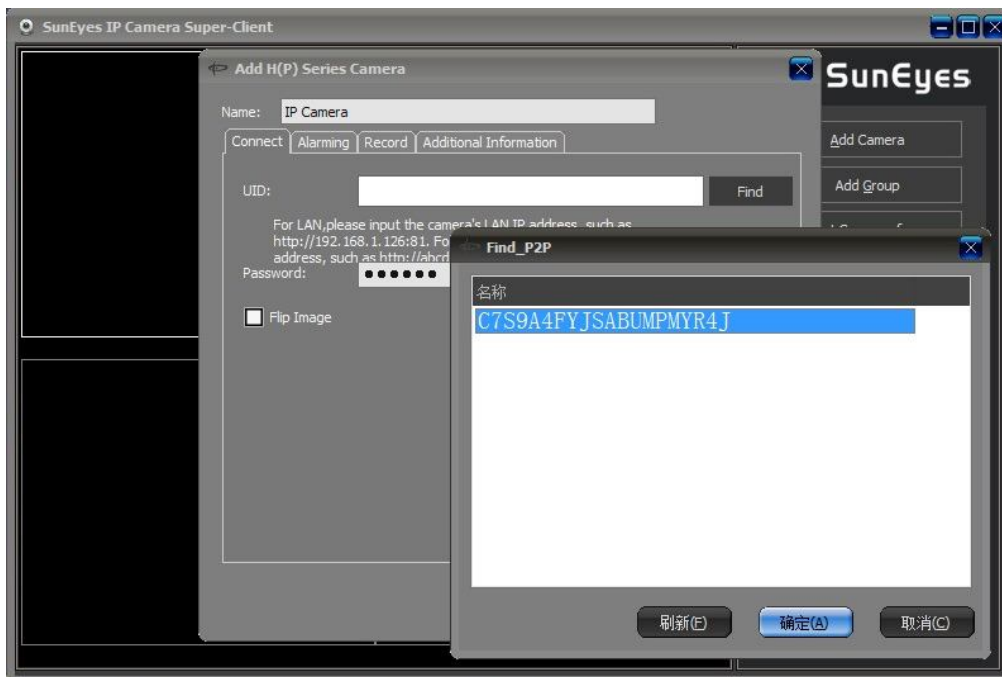 SunEyes IP Camera Super-Client
Add H(P) Series Camera
SunEyes
Name: IP Camera
Connect Alarming Record Additional Information
Add Camera
UID: Find
Add Group
For LAN,please input the camera's LAN IP address, such as
http://192.168.1.126:81. Fo
address, such as http://abcd
Password: ●●●●●●
Flip Image
Find_P2P
名称
C7S9A4FYJSABUMPMYR4J
刷新(F) 确定(A) 取消(C)